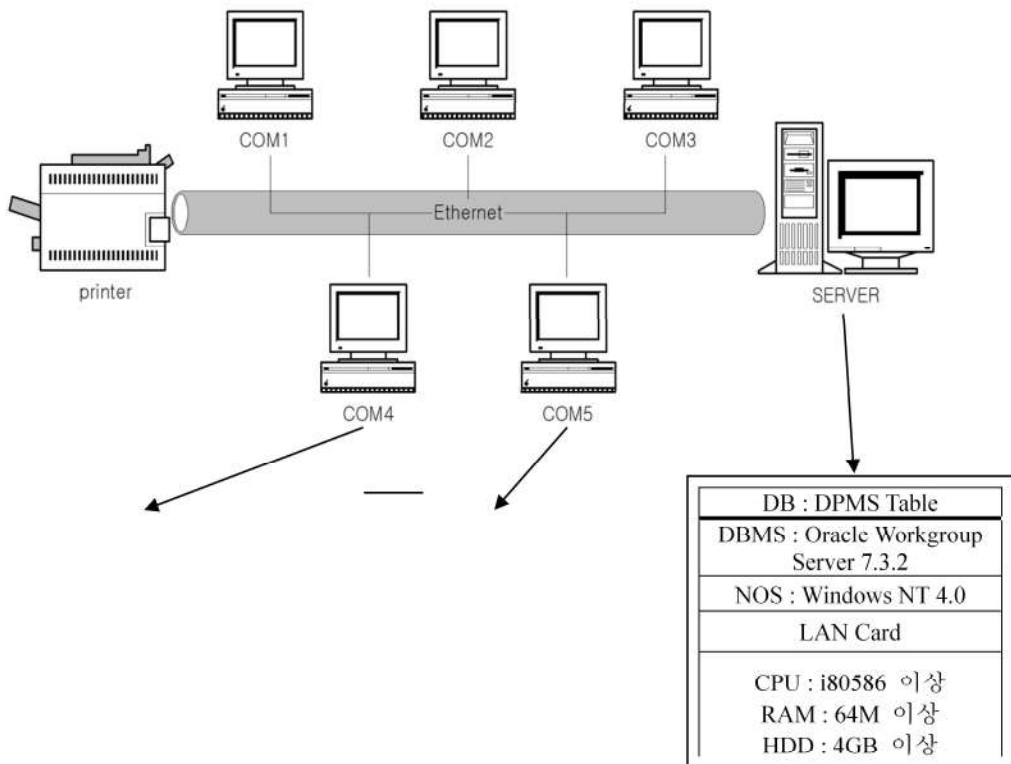 COM1
COM2
COM3
Ethernet
printer
SERVER
COM4
COM5
DB : DPMS Table
DBMS : Oracle Workgroup
Server 7.3.2
NOS : Windows NT 4.0
LAN Card
CPU : i80586 이상
RAM : 64M 이상
HDD : 4GB 이상